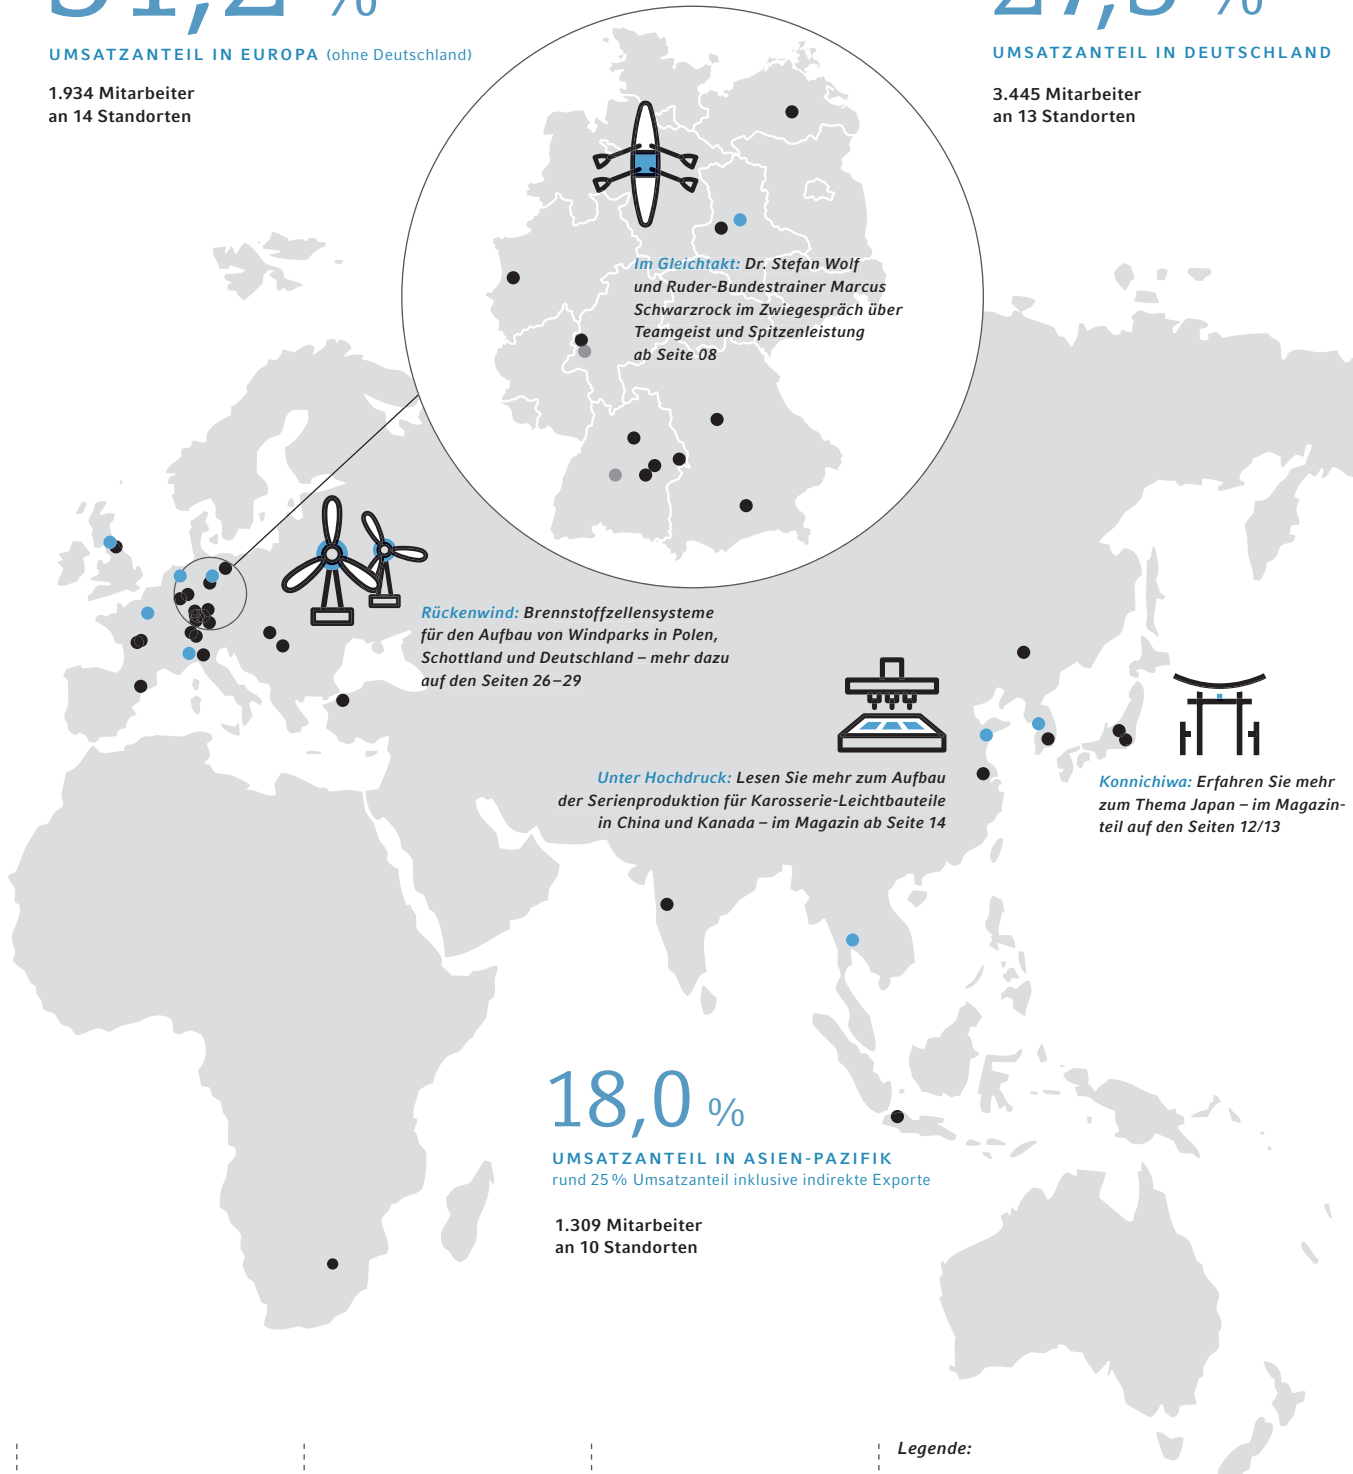 UMSATZANTEIL IN EUROPA (ohne Deutschland)
1.934 Mitarbeiter
an 14 Standorten
UMSATZANTEIL IN DEUTSCHLAND
3.445 Mitarbeiter
an 13 Standorten
Im Gleichtakt: Dr. Stefan Wolf
und Ruder-Bundestrainer Marcus
Schwarzrock im Zwiegespräch über
Teamgeist und Spitzenleistung
ab Seite 08
Rückenwind: Brennstoffzellensysteme
für den Aufbau von Windparks in Polen,
Schottland und Deutschland – mehr dazu
auf den Seiten 26–29
Unter Hochdruck: Lesen Sie mehr zum Aufbau
der Serienproduktion für Karosserie-Leichtbauteile
in China und Kanada – im Magazin ab Seite 14
Konnichiwa: Erfahren Sie mehr
zum Thema Japan – im Magazin-
teil auf den Seiten 12/13
18,0 %
UMSATZANTEIL IN ASIEN-PAZIFIK
rund 25 % Umsatzanteil inklusive indirekte Exporte
1.309 Mitarbeiter
an 10 Standorten
Legende: